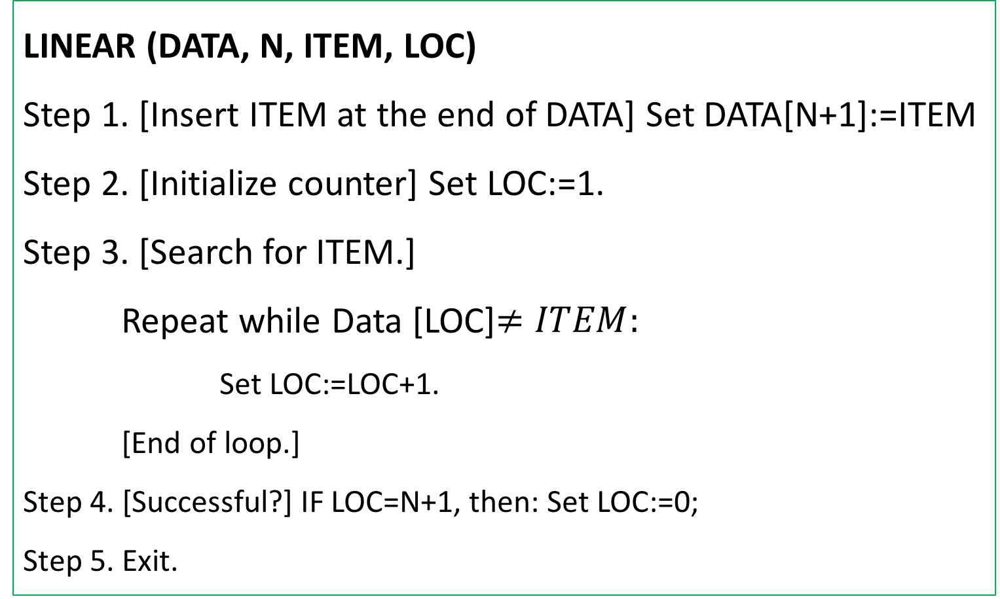 LINEAR (DATA, N, ITEM, LOC)
Step 1. [Insert ITEM at the end of DATA] Set DATA[N+1]:=ITEM
Step 2. [Initialize counter] Set LOC:=1.
Step 3. [Search for ITEM.]
Repeat while Data [LOC]≠ ITEM:
Set LOC:=LOC+1.
[End of loop.]
Step 4. [Successful?] IF LOC=N+1, then: Set LOC:=0;
Step 5. Exit.